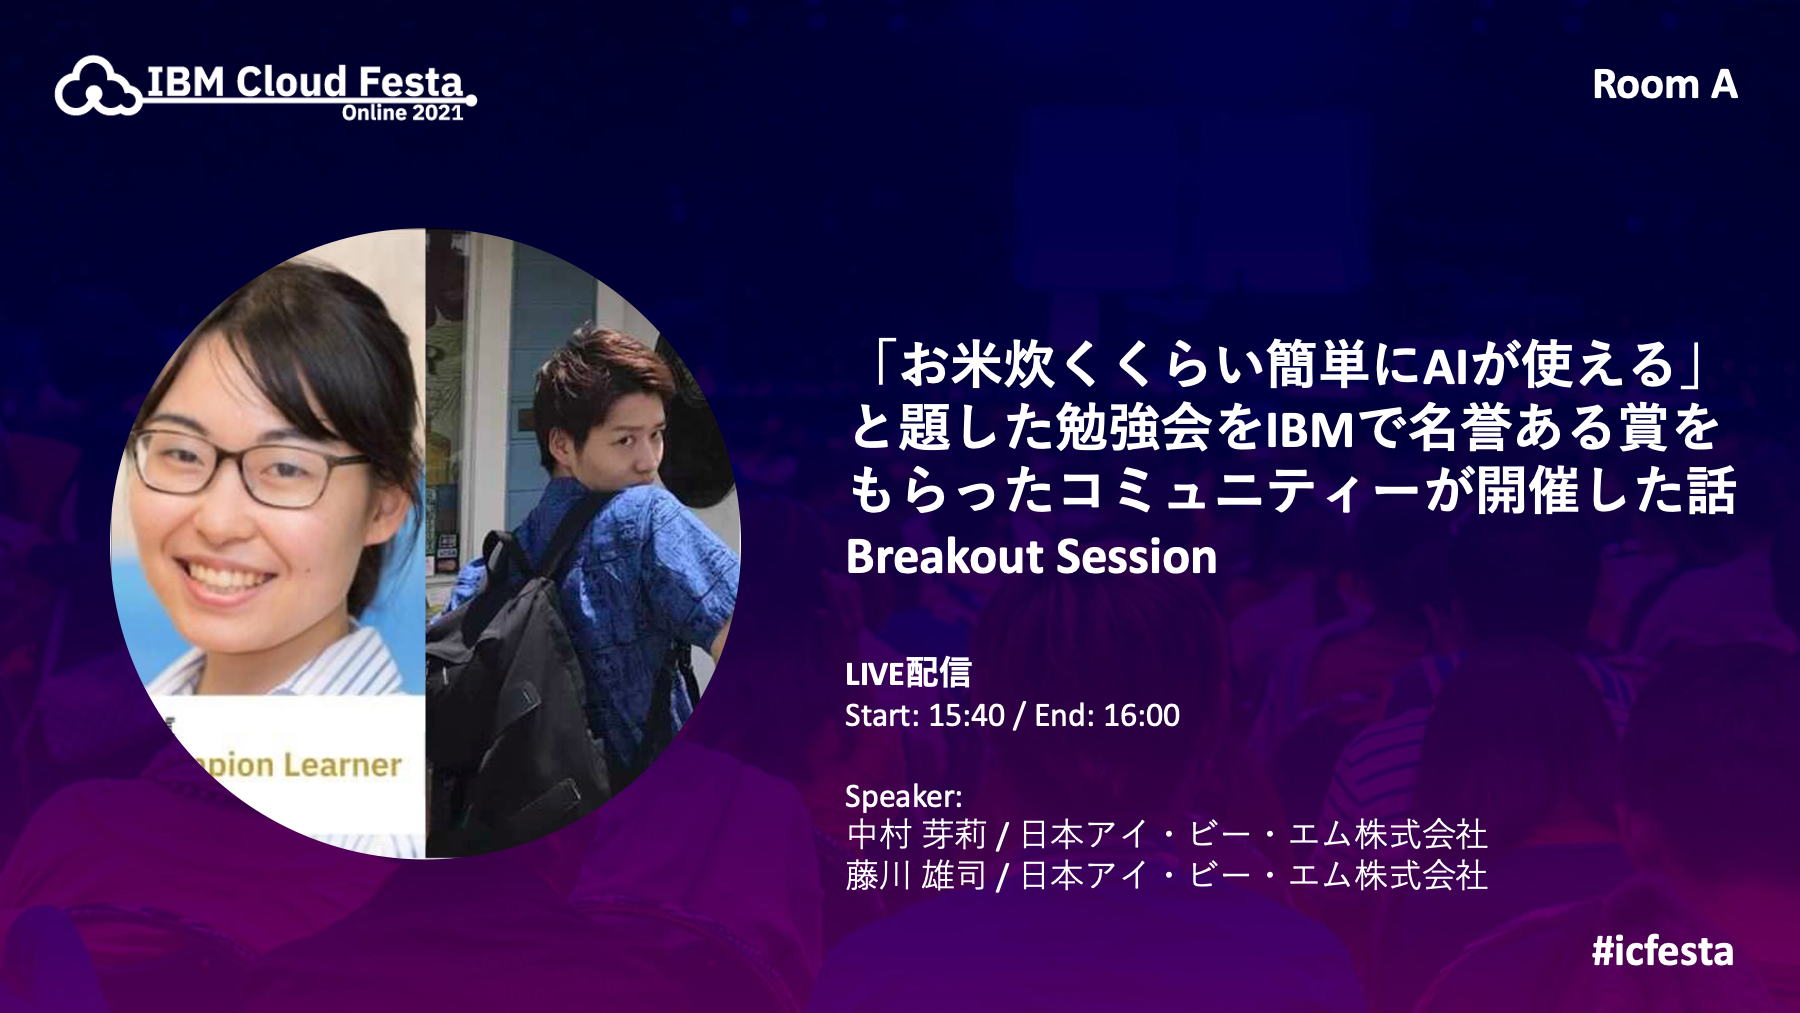 IBM Cloud Festa
Online 2021
Room A
「お米炊くくらい簡単にAIが使える」
と題した勉強会をIBMで名誉ある賞を
もらったコミュニティーが開催した話
Breakout Session
LIVE配信
Start: 15:40 / End: 16:00
pion Learner
Speaker:
中村 芽莉 / 日本アイ・ビー・エム株式会社
藤川 雄司 / 日本アイ・ビー・エム株式会社
#icfesta